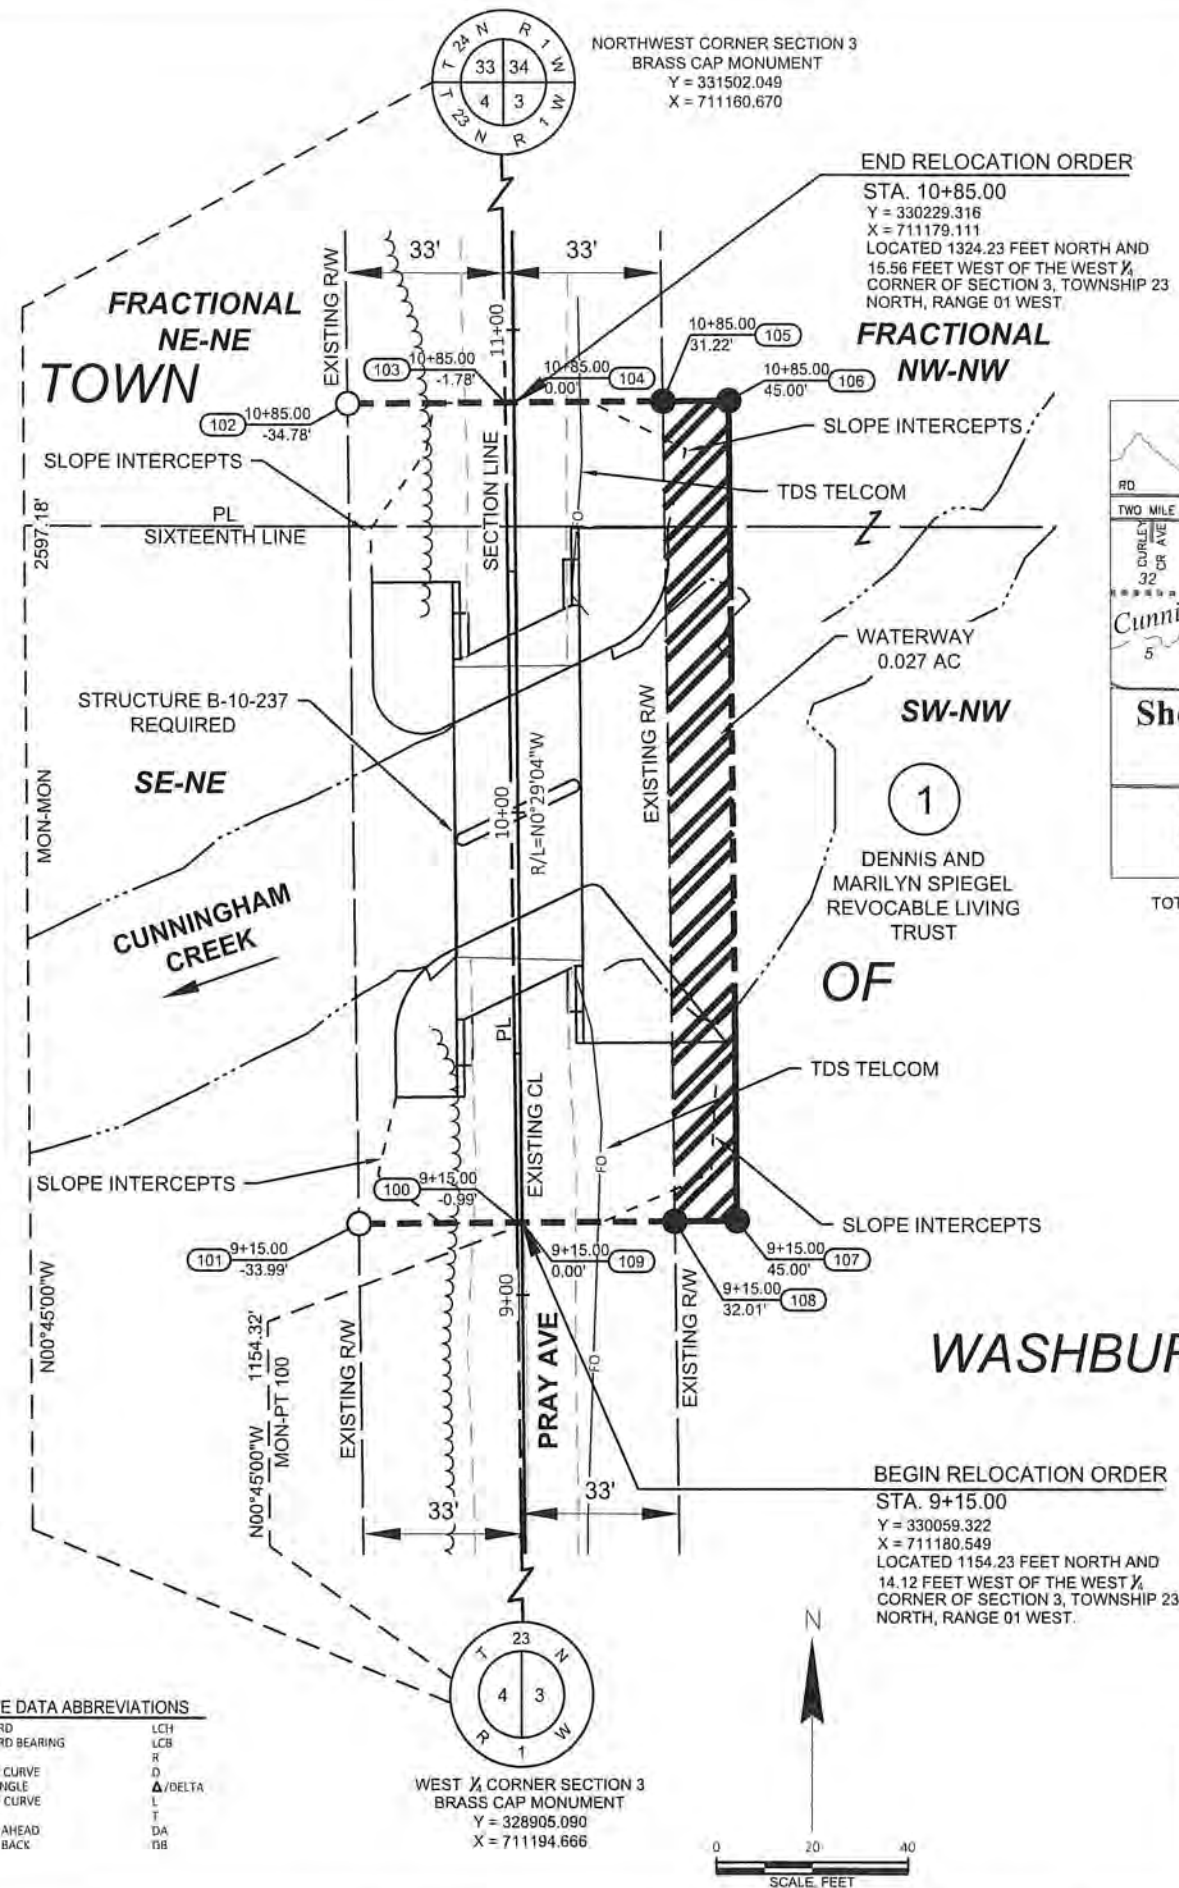 T 24 N R 1 W
33 34
4 3
T 23 N R 1 W
NORTHWEST CORNER SECTION 3
BRASS CAP MONUMENT
Y = 331502.049
X = 711160.670
END RELOCATION ORDER
STA. 10+85.00
Y = 330229.316
X = 711179.111
LOCATED 1324.23 FEET NORTH AND
15.56 FEET WEST OF THE WEST ¼
CORNER OF SECTION 3, TOWNSHIP 23
NORTH, RANGE 01 WEST
33'
33'
EXISTING R/W
11+00
FRACTIONAL
NE-NE
TOWN
FRACTIONAL
NW-NW
10+85.00
31.22'
105
103
10+85.00
-1.78'
10+85.00
0.00'
104
10+85.00
45.00'
106
102
10+85.00
-34.78'
SLOPE INTERCEPTS
SLOPE INTERCEPTS
SECTION LINE
TDS TELCOM
PL
SIXTEENTH LINE
FO
Z
2597.18'
RD
TWO MILE
CURLEY
CR AVE
32
Cunni
5
WATERWAY
0.027 AC
STRUCTURE B-10-237
REQUIRED
SE-NE
SW-NW
EXISTING R/W
R/L=N0°29'04"W
10+00
1
MON-MON
DENNIS AND
MARILYN SPIEGEL
REVOCABLE LIVING
TRUST
Sh
TOT
CUNNINGHAM
CREEK
OF
PL
TDS TELCOM
EXISTING CL
FO
SLOPE INTERCEPTS
100
9+15.00
-0.99'
SLOPE INTERCEPTS
101
9+15.00
-33.99'
9+15.00
0.00'
109
9+15.00
45.00'
107
9+15.00
32.01'
108
9+00
N00°45'00"W
N00°45'00"W 1154.32'
MON-PT 100
EXISTING R/W
PRAY AVE
FO
EXISTING R/W
WASHBU
33'
33'
BEGIN RELOCATION ORDER
STA. 9+15.00
Y = 330059.322
X = 711180.549
LOCATED 1154.23 FEET NORTH AND
14.12 FEET WEST OF THE WEST ¼
CORNER OF SECTION 3, TOWNSHIP 23
NORTH, RANGE 01 WEST.
T 23 N
4 3
R 1 W
WEST ¼ CORNER SECTION 3
BRASS CAP MONUMENT
Y = 328905.090
X = 711194.666
N
0 20 40
SCALE, FEET
E DATA ABBREVIATIONS
RD LCH
RD BEARING LCB
R
CURVE D
NGLE Δ/DELTA
CURVE L
T
AHEAD DA
BACK DB